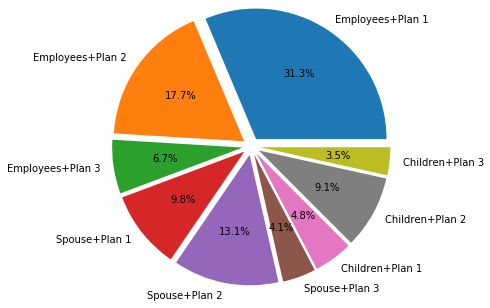 Employees+Plan 1
31.3%
Employees+Plan 2
17.7%
Employees+Plan 3
6.7%
Spouse+Plan 1
9.8%
Spouse+Plan 2
13.1%
Spouse+Plan 3
4.1%
Children+Plan 1
4.8%
Children+Plan 2
9.1%
Children+Plan 3
3.5%